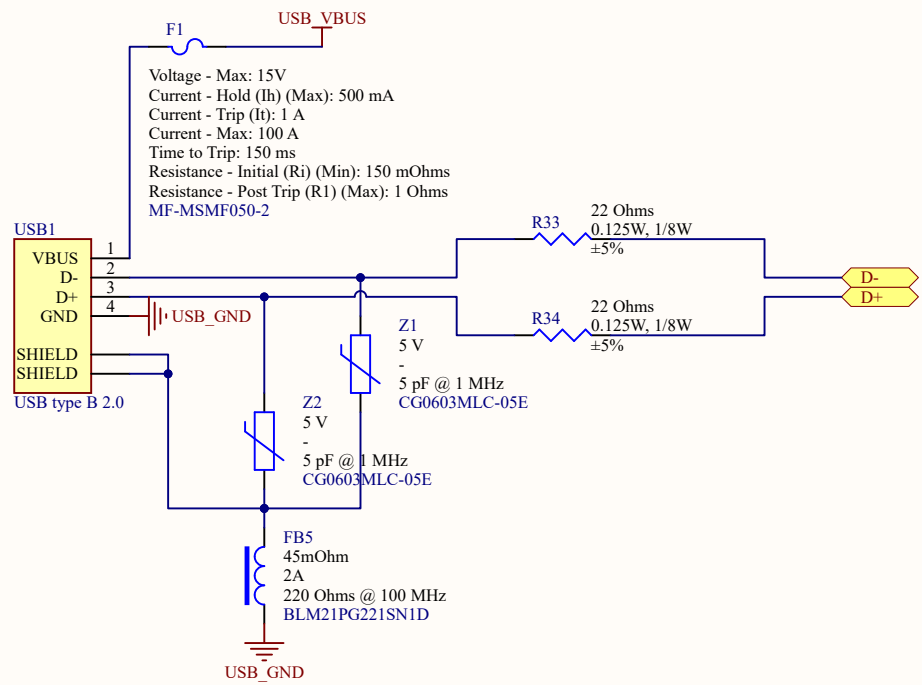 USB_VBUS
F1
Voltage - Max: 15V
Current - Hold (Ih) (Max): 500 mA
Current - Trip (It): 1 A
Current - Max: 100 A
Time to Trip: 150 ms
Resistance - Initial (Ri) (Min): 150 mOhms
Resistance - Post Trip (R1) (Max): 1 Ohms
MF-MSMF050-2
USB1
VBUS 1
D- 2
D+ 3
GND 4
SHIELD
SHIELD
USB type B 2.0
USB_GND
R33
22 Ohms
0.125W, 1/8W
±5%
D-
D+
R34
22 Ohms
0.125W, 1/8W
±5%
Z1
5 V
-
5 pF @ 1 MHz
CG0603MLC-05E
Z2
5 V
-
5 pF @ 1 MHz
CG0603MLC-05E
FB5
45mOhm
2A
220 Ohms @ 100 MHz
BLM21PG221SN1D
USB_GND